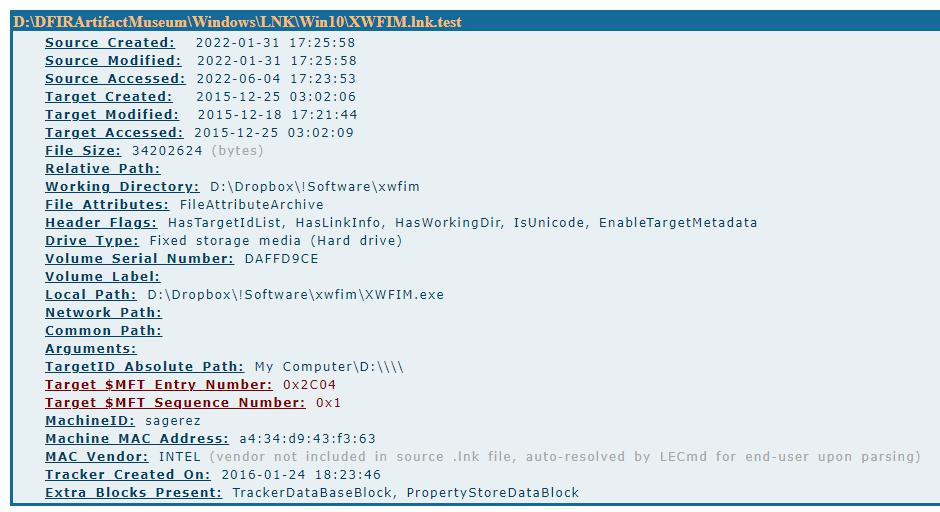 D:\DFIRArtifactMuseum\Windows\LNK\Win10\XWFIM.lnk.test
Source Created: 2022-01-31 17:25:58
Source Modified: 2022-01-31 17:25:58
Source Accessed: 2022-06-04 17:23:53
Target Created: 2015-12-25 03:02:06
Target Modified: 2015-12-18 17:21:44
Target Accessed: 2015-12-25 03:02:09
File Size: 34202624 (bytes)
Relative Path:
Working Directory: D:\Dropbox\!Software\xwfim
File Attributes: FileAttributeArchive
Header Flags: HasTargetIdList, HasLinkInfo, HasWorkingDir, IsUnicode, EnableTargetMetadata
Drive Type: Fixed storage media (Hard drive)
Volume Serial Number: DAFFD9CE
Volume Label:
Local Path: D:\Dropbox\!Software\xwfim\XWFIM.exe
Network Path:
Common Path:
Arguments:
TargetID Absolute Path: My Computer\D:\\\\
Target $MFT Entry Number: 0x2C04
Target $MFT Sequence Number: 0x1
MachineID: sagerez
Machine MAC Address: a4:34:d9:43:f3:63
MAC Vendor: INTEL (vendor not included in source .lnk file, auto-resolved by LECmd for end-user upon parsing)
Tracker Created On: 2016-01-24 18:23:46
Extra Blocks Present: TrackerDataBaseBlock, PropertyStoreDataBlock